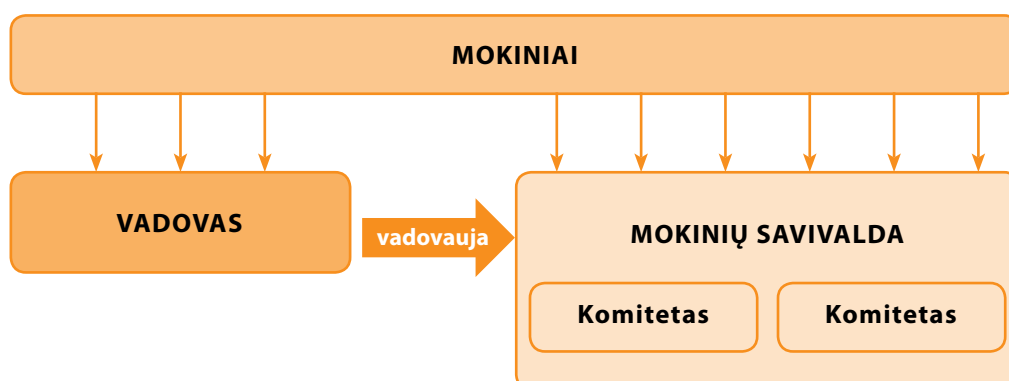 MOKINIAI
VADOVAS
vadovauja
MOKINIŲ SAVIVALDA
Komitetas
Komitetas